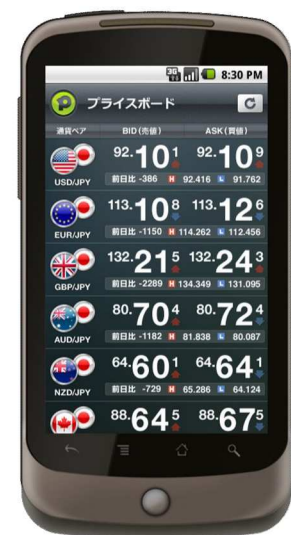 3G 8:30 PM
プライスボード
通貨ペア BID(売値) ASK(買値)
92.101 92.109
USD/JPY 前日比 -386 H 92.416 L 91.762
113.108 113.126
EUR/JPY 前日比 -1150 H 114.262 L 112.456
132.215 132.243
GBP/JPY 前日比 -2289 H 134.349 L 131.095
80.704 80.724
AUD/JPY 前日比 -1182 H 81.838 L 80.087
64.601 64.641
NZD/JPY 前日比 -729 H 65.286 L 64.124
88.645 88.675